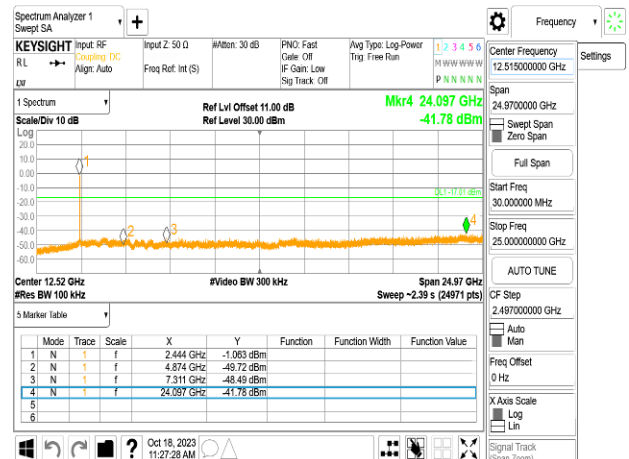 Spectrum Analyzer 1
Swept SA
+
Frequency
KEYSIGHT
RL
Input: RF
Coupling: DC
Align: Auto
Input Z: 50 Ω
Freq Ref: Int (S)
#Atten: 30 dB
PNO: Fast
Gate: Off
IF Gain: Low
Sig Track: Off
Avg Type: Log-Power
Trig: Free Run
1 2 3 4 5 6
M W W W W W
P N N N N N
Center Frequency
12.515000000 GHz
Settings
Span
24.9700000 GHz
Swept Span
Zero Span
Full Span
Start Freq
30.000000 MHz
Stop Freq
25.00000000 GHz
AUTO TUNE
CF Step
2.497000000 GHz
Auto
Man
Freq Offset
0 Hz
X Axis Scale
Log
Lin
Signal Track
(Span Zoom)
1 Spectrum
Scale/Div 10 dB
Ref Lvl Offset 11.00 dB
Ref Level 30.00 dBm
Mkr4 24.097 GHz
-41.78 dBm
Log
20.0
10.0
0.00
-10.0
-20.0
-30.0
-40.0
-50.0
-60.0
1
2
3
4
DL1 -17.01 dBm
Center 12.52 GHz
#Res BW 100 kHz
#Video BW 300 kHz
Span 24.97 GHz
Sweep ~2.39 s (24971 pts)
5 Marker Table
Mode Trace Scale X Y Function Function Width Function Value
1 N 1 f 2.444 GHz -1.063 dBm
2 N 1 f 4.874 GHz -49.72 dBm
3 N 1 f 7.311 GHz -48.49 dBm
4 N 1 f 24.097 GHz -41.78 dBm
5
6
?
Oct 18, 2023
11:27:28 AM